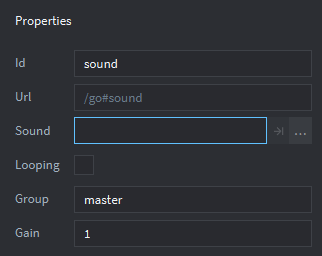 Properties
Id sound
Url /go#sound
Sound ...
Looping
Group master
Gain 1